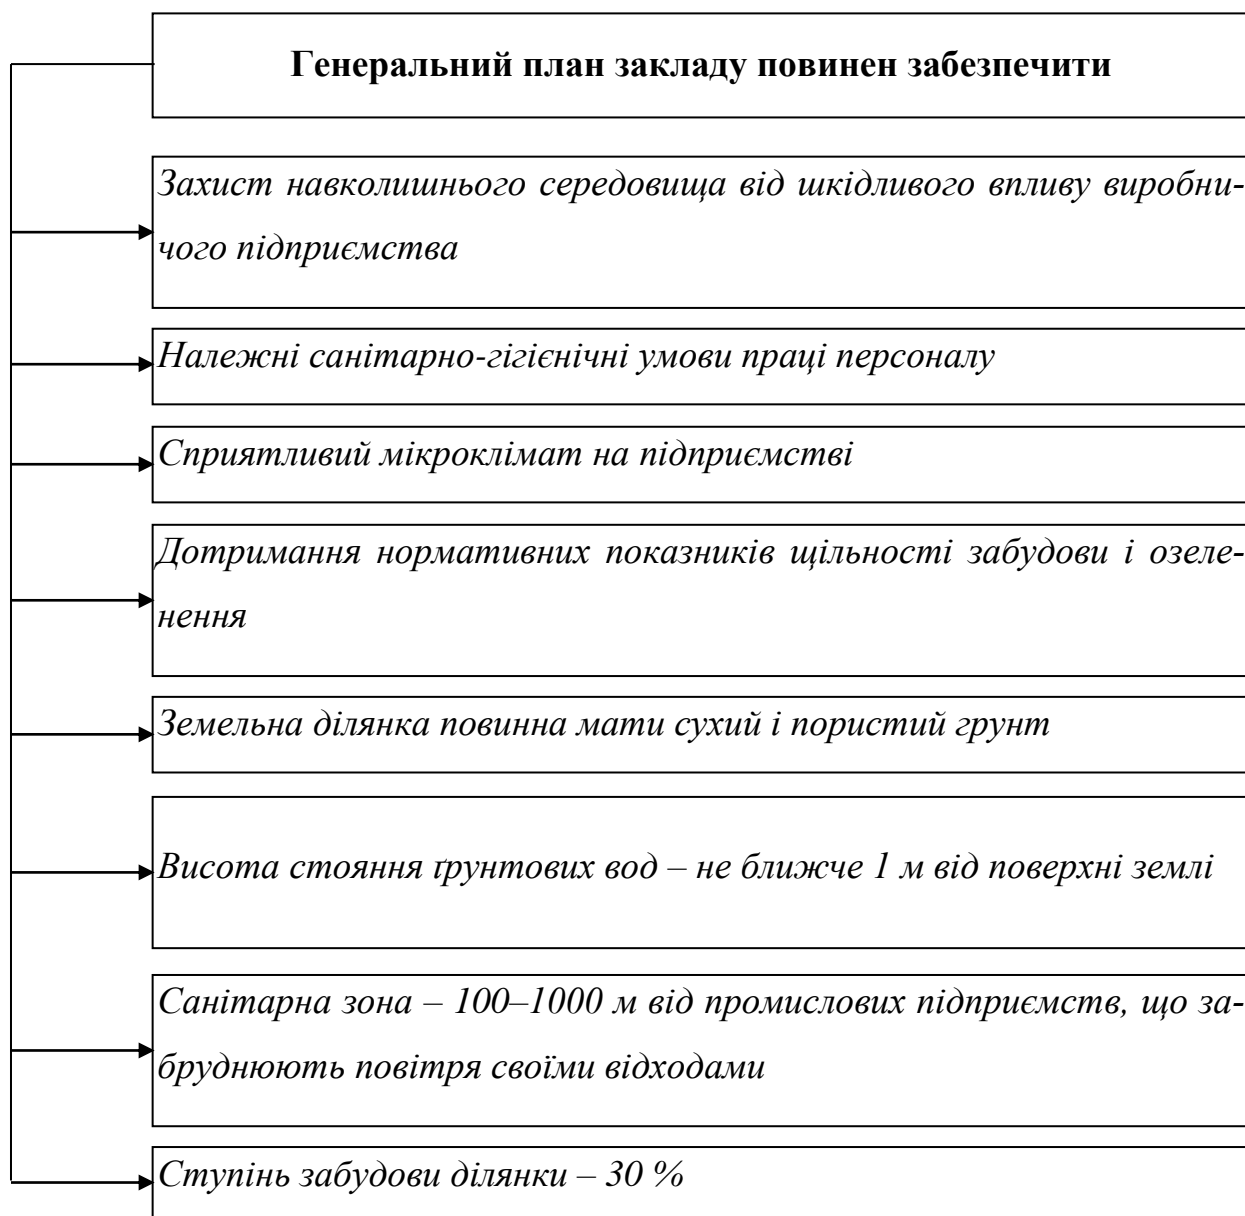 Генеральний план закладу повинен забезпечити
Захист навколишнього середовища від шкідливого впливу виробни-
чого підприємства
Належні санітарно-гігієнічні умови праці персоналу
Сприятливий мікроклімат на підприємстві
Дотримання нормативних показників щільності забудови і озеле-
нення
Земельна ділянка повинна мати сухий і пористий грунт
Висота стояння ґрунтових вод – не ближче 1 м від поверхні землі
Санітарна зона – 100–1000 м від промислових підприємств, що за-
бруднюють повітря своїми відходами
Ступінь забудови ділянки – 30 %